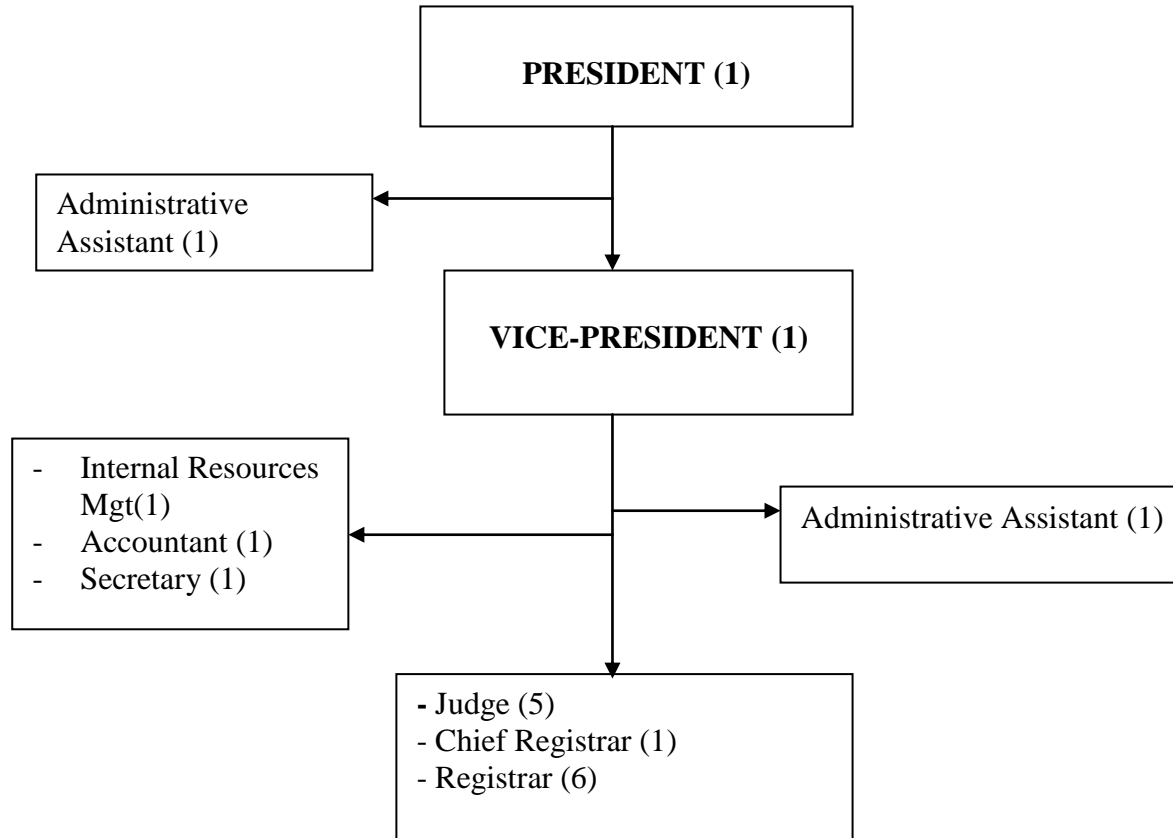 PRESIDENT (1)
Administrative
Assistant (1)
VICE-PRESIDENT (1)
- Internal Resources
Mgt(1)
- Accountant (1)
- Secretary (1)
Administrative Assistant (1)
- Judge (5)
- Chief Registrar (1)
- Registrar (6)